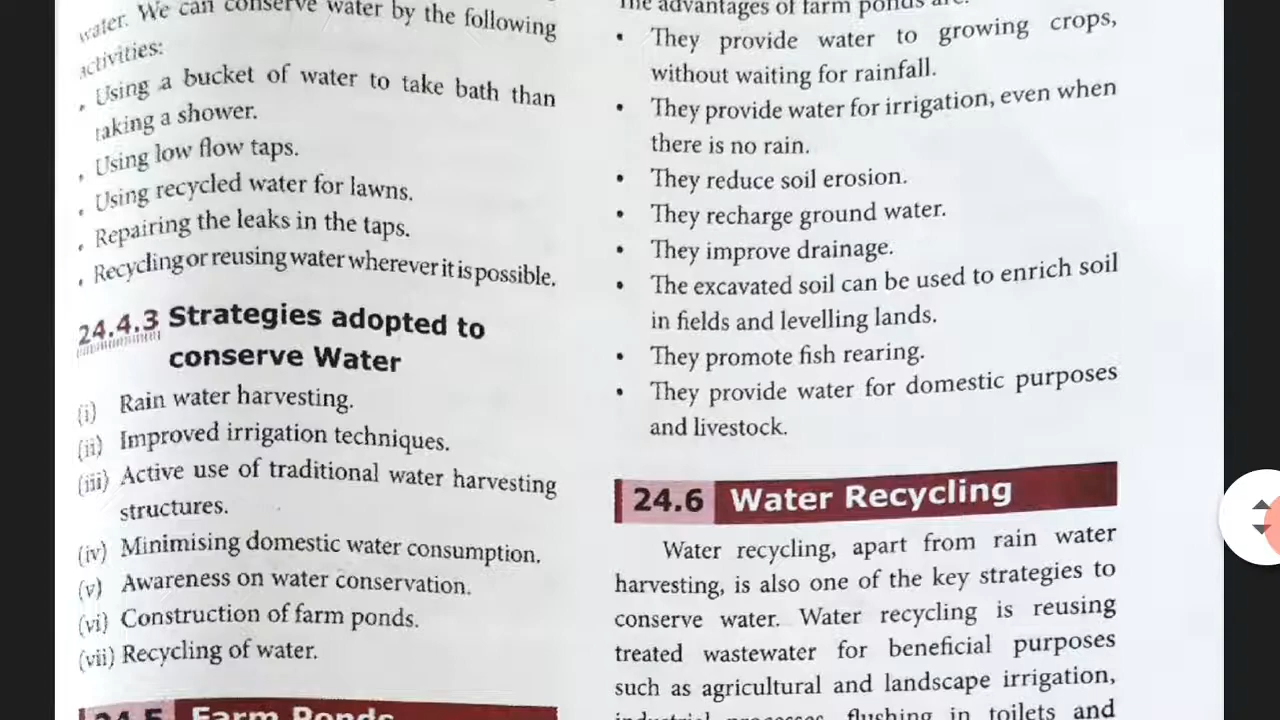 water. We can conserve water by the following
activities:
• Using a bucket of water to take bath than
taking a shower.
• Using low flow taps.
• Using recycled water for lawns.
• Repairing the leaks in the taps.
• Recycling or reusing water wherever it is possible.
24.4.3 Strategies adopted to
conserve Water
(i) Rain water harvesting.
(ii) Improved irrigation techniques.
(iii) Active use of traditional water harvesting
structures.
(iv) Minimising domestic water consumption.
(v) Awareness on water conservation.
(vi) Construction of farm ponds.
(vii) Recycling of water.
24.5 Farm Ponds
The advantages of farm ponds are:
• They provide water to growing crops,
without waiting for rainfall.
• They provide water for irrigation, even when
there is no rain.
• They reduce soil erosion.
• They recharge ground water.
• They improve drainage.
• The excavated soil can be used to enrich soil
in fields and levelling lands.
• They promote fish rearing.
• They provide water for domestic purposes
and livestock.
24.6 Water Recycling
Water recycling, apart from rain water
harvesting, is also one of the key strategies to
conserve water. Water recycling is reusing
treated wastewater for beneficial purposes
such as agricultural and landscape irrigation,
industrial processes, flushing in toilets and